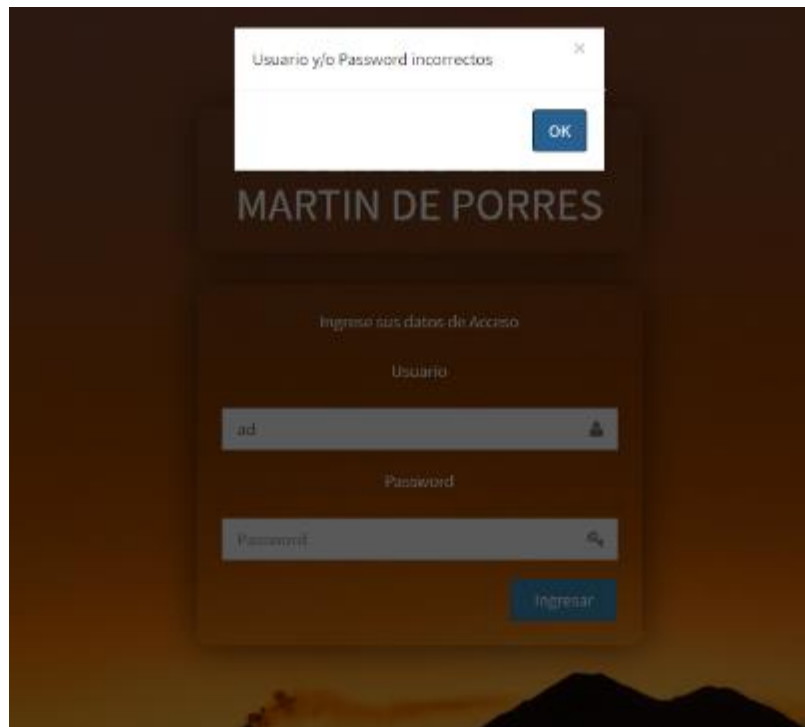 Usuario y/o Password incorrectos
×
OK
MARTIN DE PORRES
Ingrese sus datos de Acceso
Usuario
ad
Password
Password
Ingresar